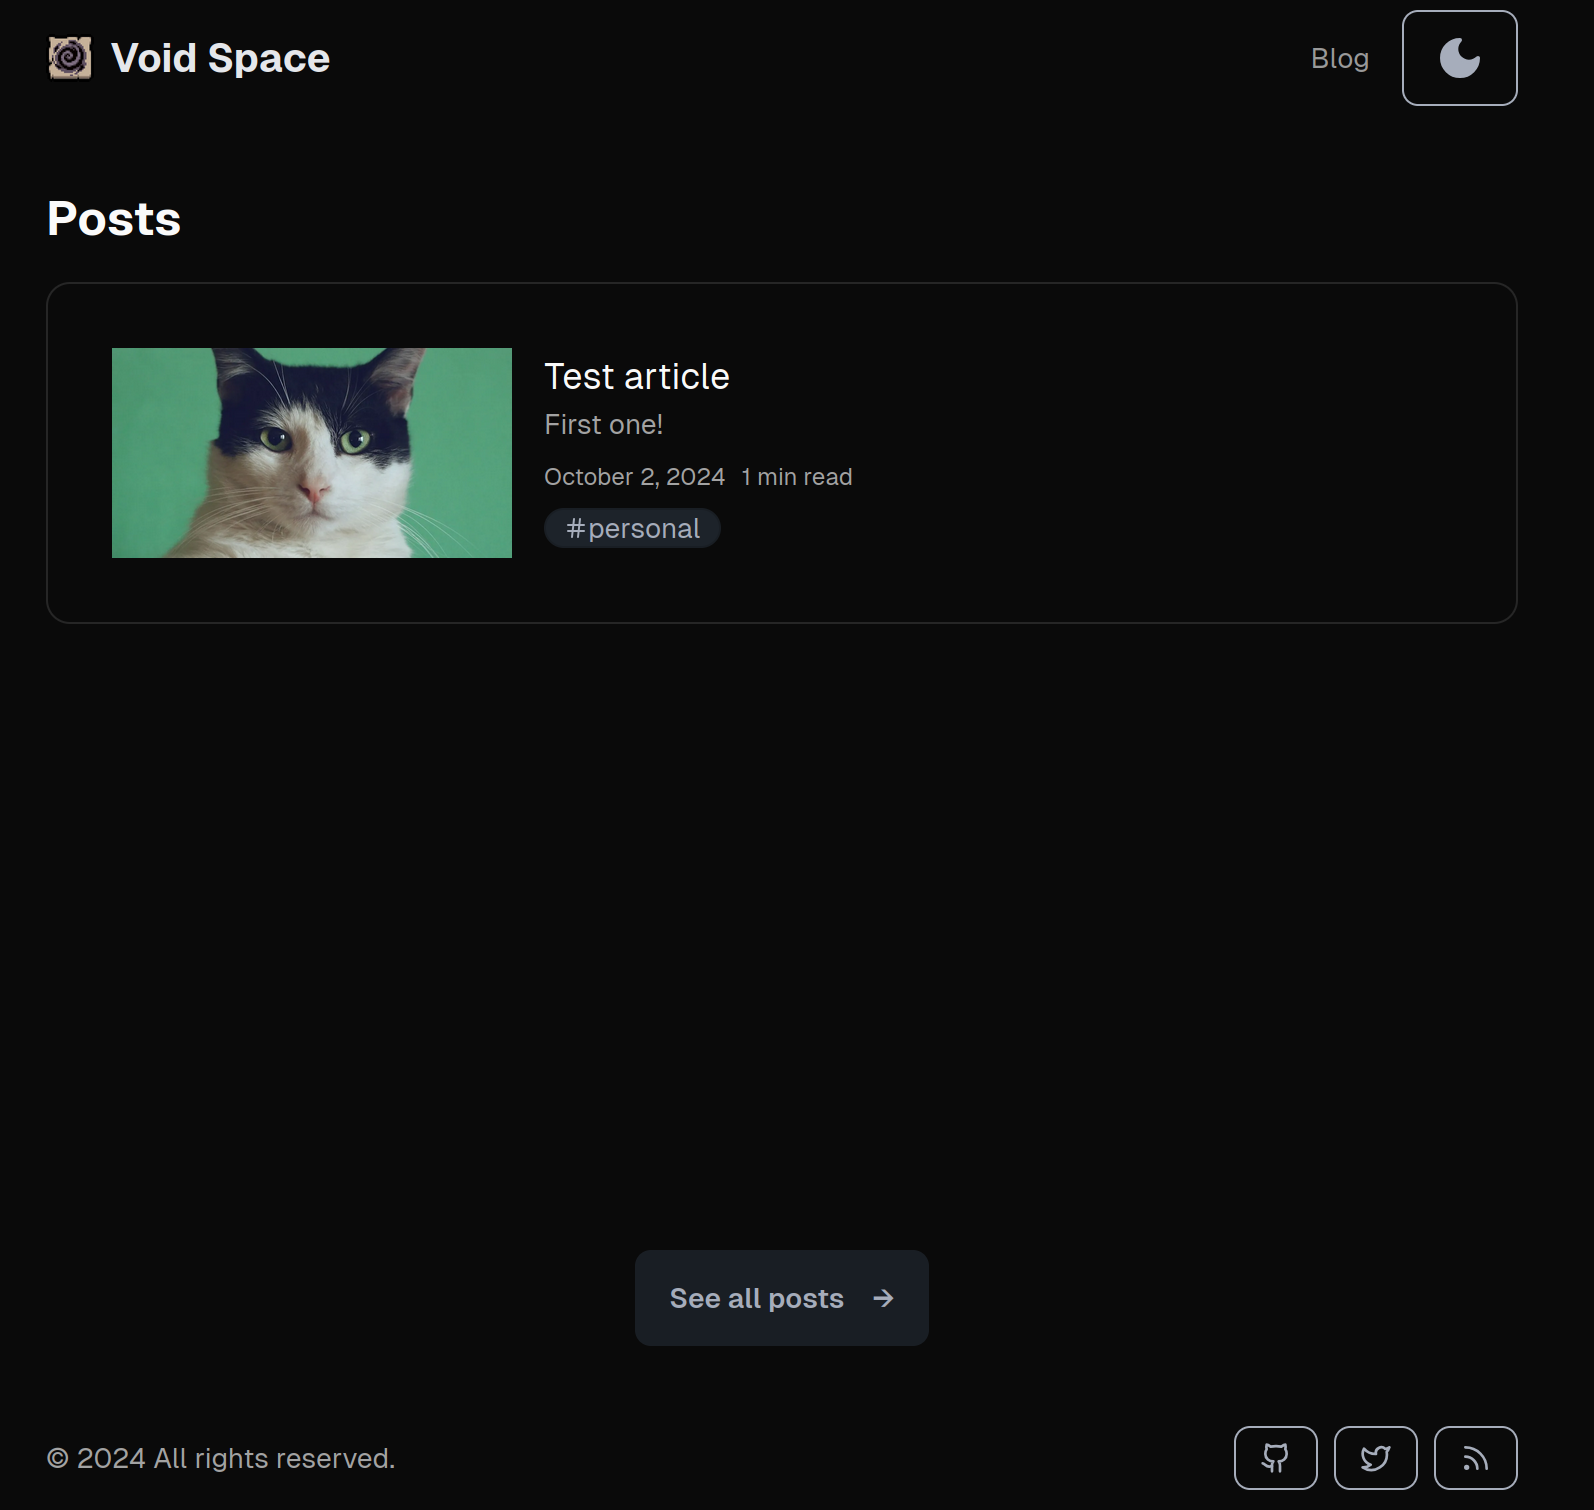 Void Space
Blog
Posts
Test article
First one!
October 2, 2024 1 min read
#personal
See all posts →
© 2024 All rights reserved.